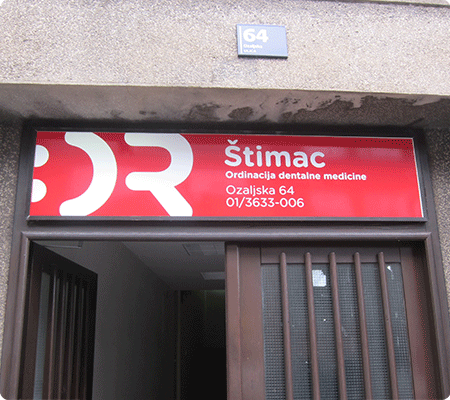 64
:DR
Štimac
Ordinacija dentalne medicine
Ozaljska 64
01/3633-006